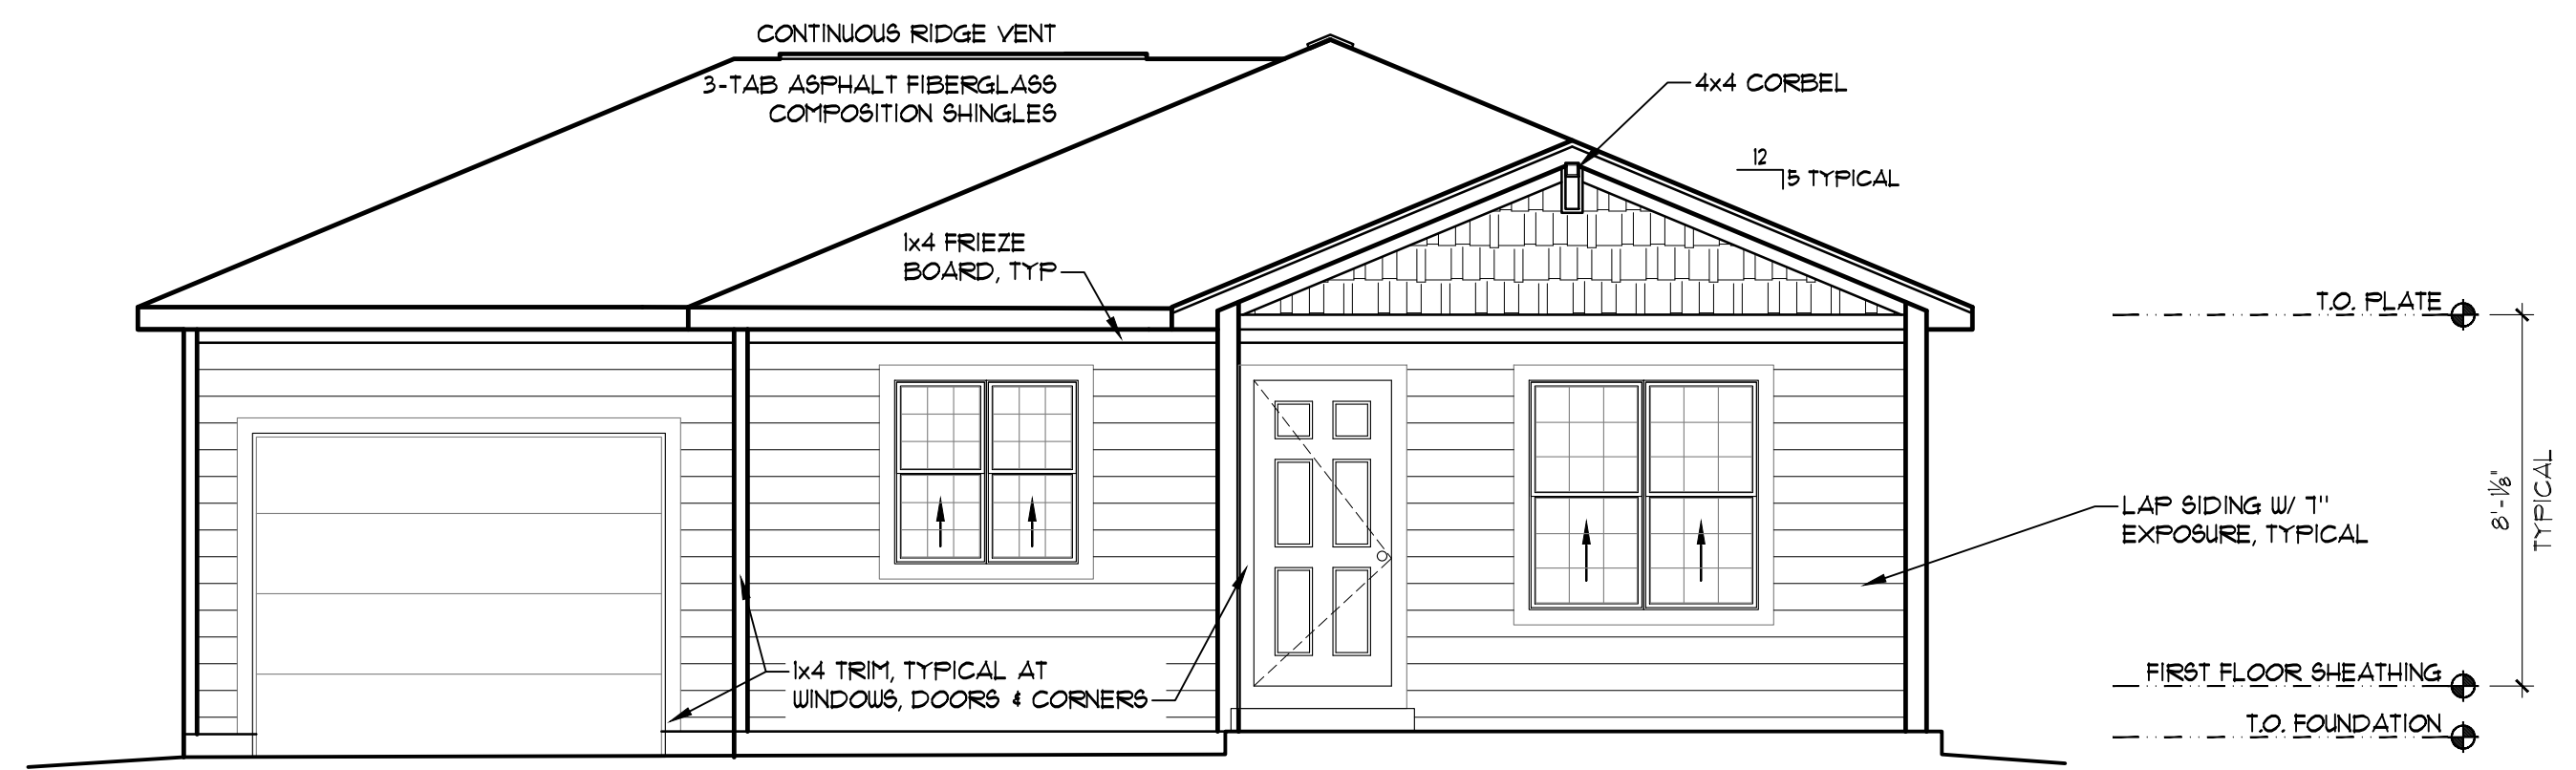 CONTINUOUS RIDGE VENT
3-TAB ASPHALT FIBERGLASS
COMPOSITION SHINGLES
4x4 CORBEL
12
5 TYPICAL
1x4 FRIEZE
BOARD, TYP
T.O. PLATE
8'-1⅛"
TYPICAL
LAP SIDING W/ 7"
EXPOSURE, TYPICAL
1x4 TRIM, TYPICAL AT
WINDOWS, DOORS & CORNERS
FIRST FLOOR SHEATHING
T.O. FOUNDATION